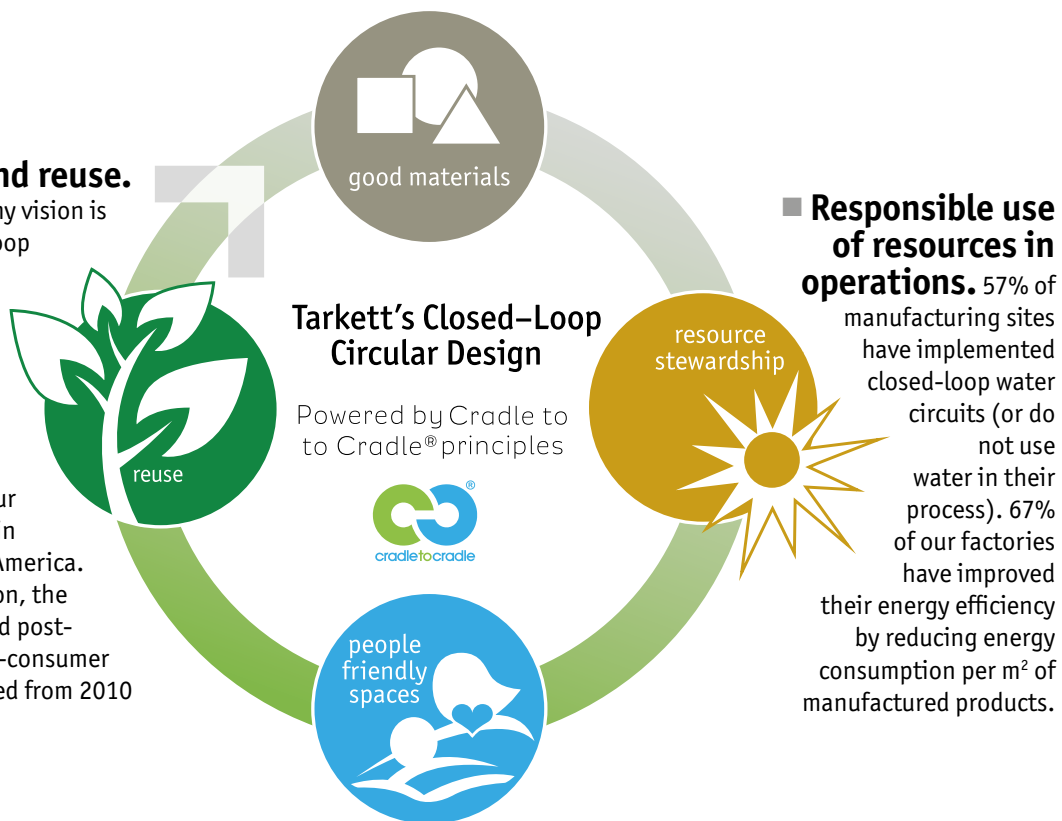 good materials
nd reuse.
ny vision is
oop
ur
in
America.
on, the
d post-
-consumer
ed from 2010
reuse
Tarkett’s Closed–Loop
Circular Design
Powered by Cradle to
to Cradle® principles
®
cradletocradle
resource
stewardship
people
friendly
spaces
■ Responsible use
of resources in
operations. 57% of
manufacturing sites
have implemented
closed-loop water
circuits (or do
not use
water in their
process). 67%
of our factories
have improved
their energy efficiency
by reducing energy
consumption per m² of
manufactured products.